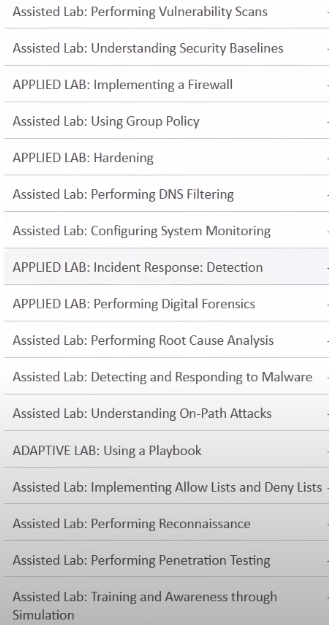 Assisted Lab: Performing Vulnerability Scans
Assisted Lab: Understanding Security Baselines
APPLIED LAB: Implementing a Firewall
Assisted Lab: Using Group Policy
APPLIED LAB: Hardening
Assisted Lab: Performing DNS Filtering
Assisted Lab: Configuring System Monitoring
APPLIED LAB: Incident Response: Detection
APPLIED LAB: Performing Digital Forensics
Assisted Lab: Performing Root Cause Analysis
Assisted Lab: Detecting and Responding to Malware
Assisted Lab: Understanding On-Path Attacks
ADAPTIVE LAB: Using a Playbook
Assisted Lab: Implementing Allow Lists and Deny Lists
Assisted Lab: Performing Reconnaissance
Assisted Lab: Performing Penetration Testing
Assisted Lab: Training and Awareness through
Simulation